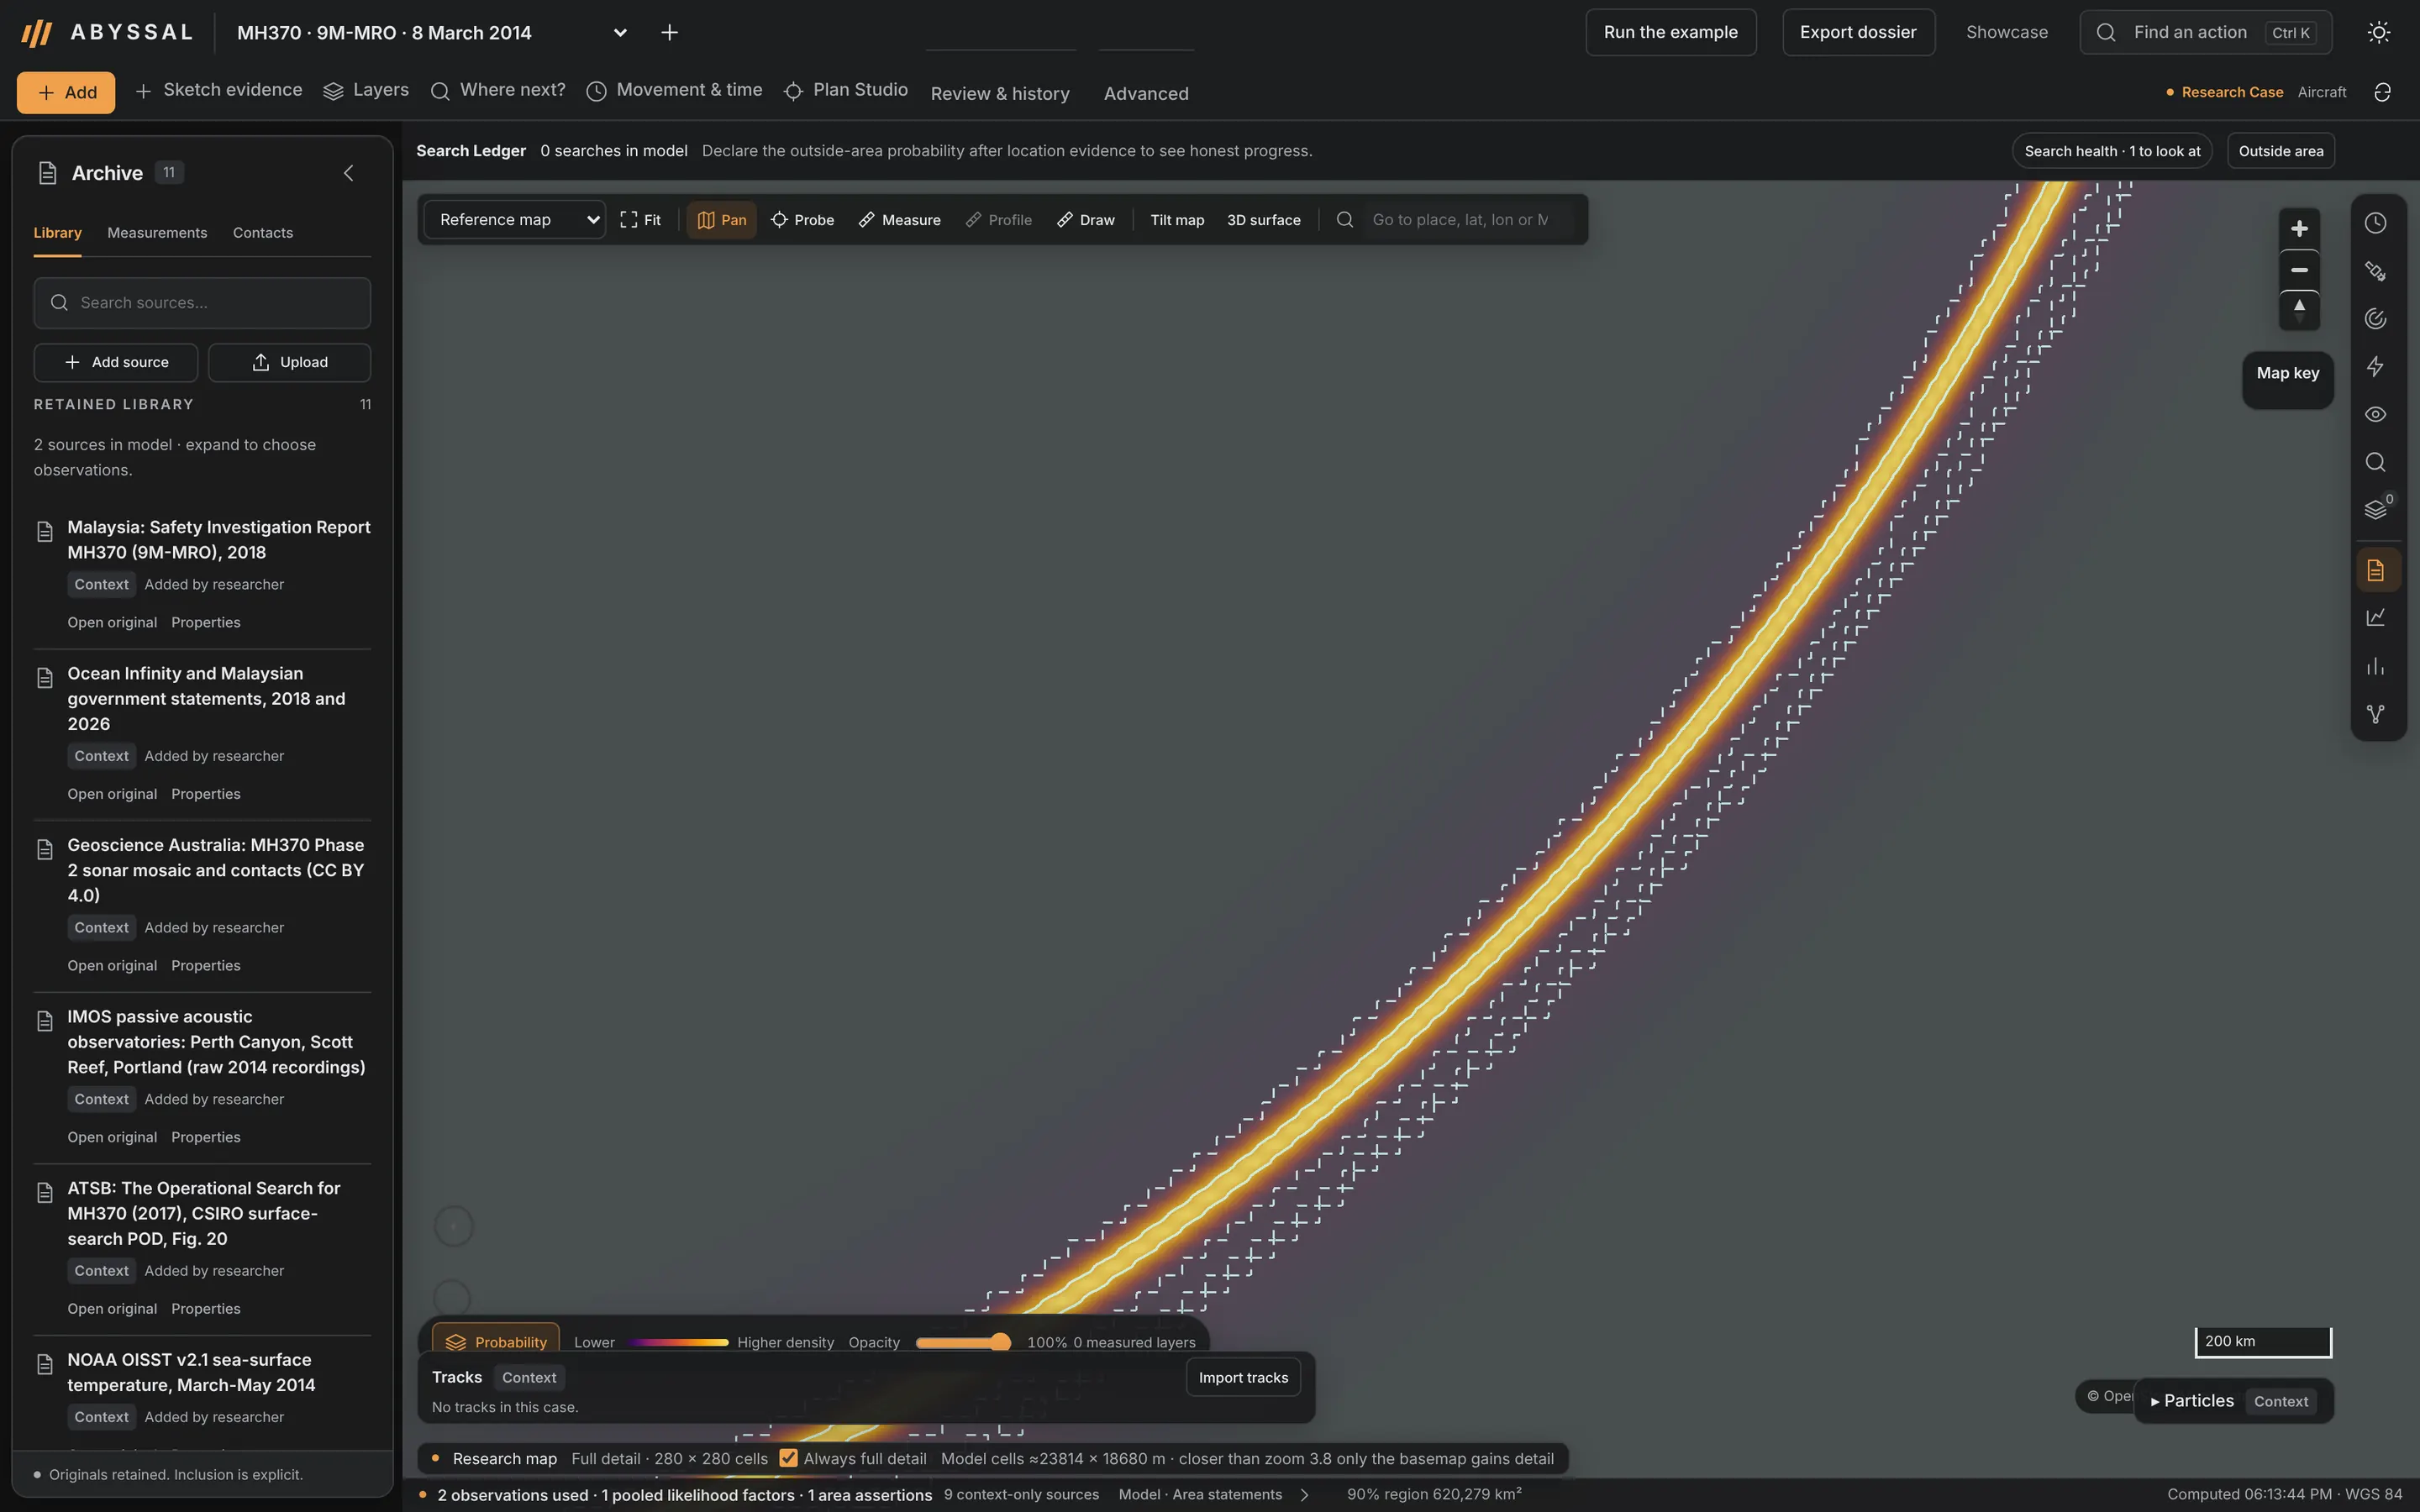 ABYSSAL MH370 · 9M-MRO · 8 March 2014 Run the example Export dossier Showcase Find an action Ctrl K
Add Sketch evidence Layers Where next? Movement & time Plan Studio Review & history Advanced Research Case Aircraft
Archive 11
Library Measurements Contacts
Search sources...
Add source Upload
RETAINED LIBRARY 11
2 sources in model · expand to choose
observations.
Malaysia: Safety Investigation Report
MH370 (9M-MRO), 2018
Context Added by researcher
Open original Properties
Ocean Infinity and Malaysian
government statements, 2018 and
2026
Context Added by researcher
Open original Properties
Geoscience Australia: MH370 Phase
2 sonar mosaic and contacts (CC BY
4.0)
Context Added by researcher
Open original Properties
IMOS passive acoustic
observatories: Perth Canyon, Scott
Reef, Portland (raw 2014 recordings)
Context Added by researcher
Open original Properties
ATSB: The Operational Search for
MH370 (2017), CSIRO surface-
search POD, Fig. 20
Context Added by researcher
Open original Properties
NOAA OISST v2.1 sea-surface
temperature, March-May 2014
Context Added by researcher
Originals retained. Inclusion is explicit.
Search Ledger 0 searches in model Declare the outside-area probability after location evidence to see honest progress. Search health · 1 to look at Outside area
Reference map Fit Pan Probe Measure Profile Draw Tilt map 3D surface Go to place, lat, lon or M
Map key
0
Probability Lower Higher density Opacity 100% 0 measured layers
Tracks Context Import tracks
No tracks in this case.
200 km
© Oper
Particles Context
Research map Full detail · 280 × 280 cells Always full detail Model cells ≈23814 × 18680 m · closer than zoom 3.8 only the basemap gains detail
2 observations used · 1 pooled likelihood factors · 1 area assertions 9 context-only sources Model · Area statements 90% region 620,279 km² Computed 06:13:44 PM · WGS 84